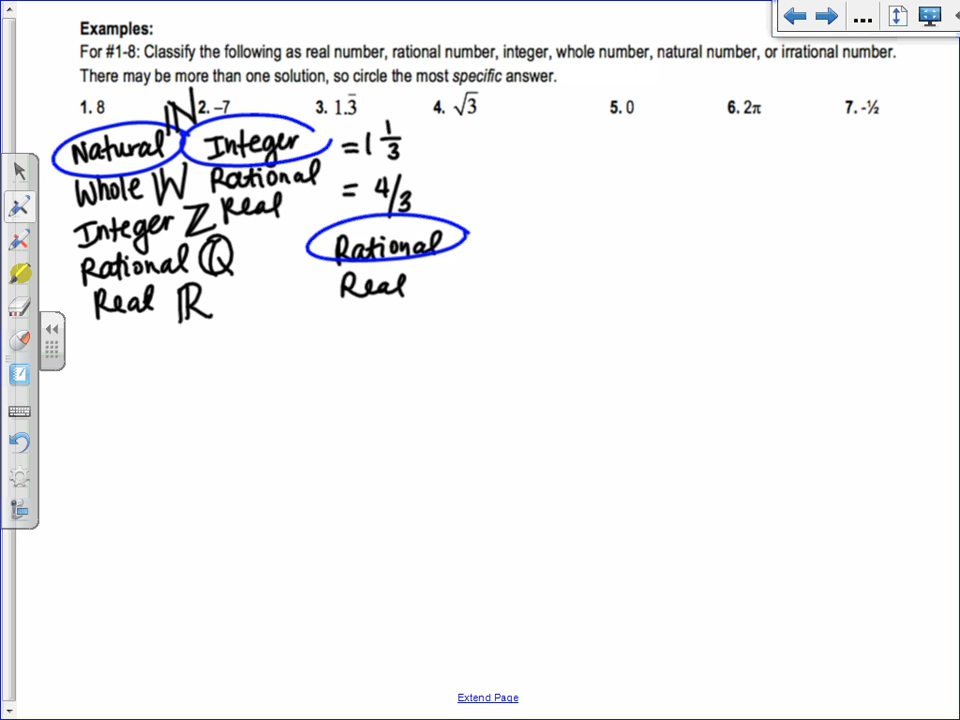 Examples:
For #1-8: Classify the following as real number, rational number, integer, whole number, natural number, or irrational number.
There may be more than one solution, so circle the most specific answer.
1. 8 2. –7 3. 1.3̅ 4. √3 5. 0 6. 2π 7. -½
Natural ℕ Integer = 1 1/3
Whole W Rational = 4/3
Integer ℤ Real
Rational ℚ Rational
Real ℝ Real
...
Extend Page